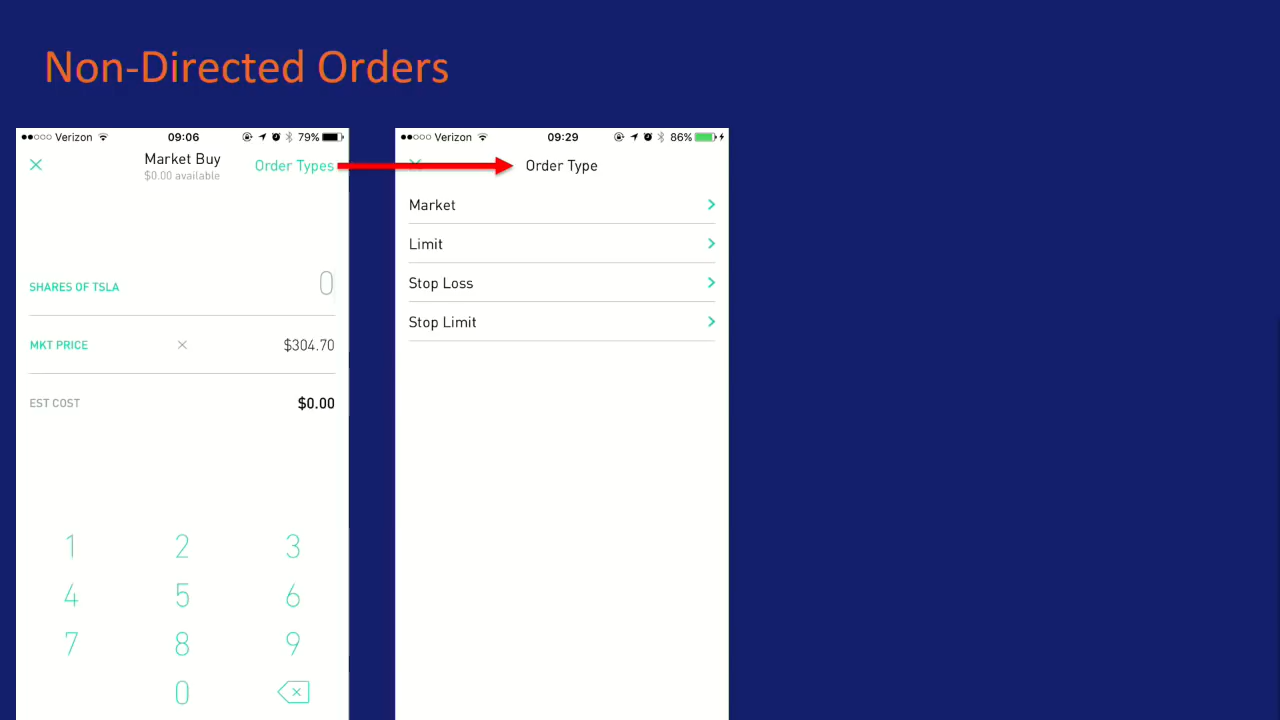 Non-Directed Orders
Verizon 09:06 79%
Market Buy
$0.00 available
Order Types
SHARES OF TSLA 0
MKT PRICE × $304.70
EST COST $0.00
1 2 3
4 5 6
7 8 9
0
Verizon 09:29 86%
Order Type
Market
Limit
Stop Loss
Stop Limit